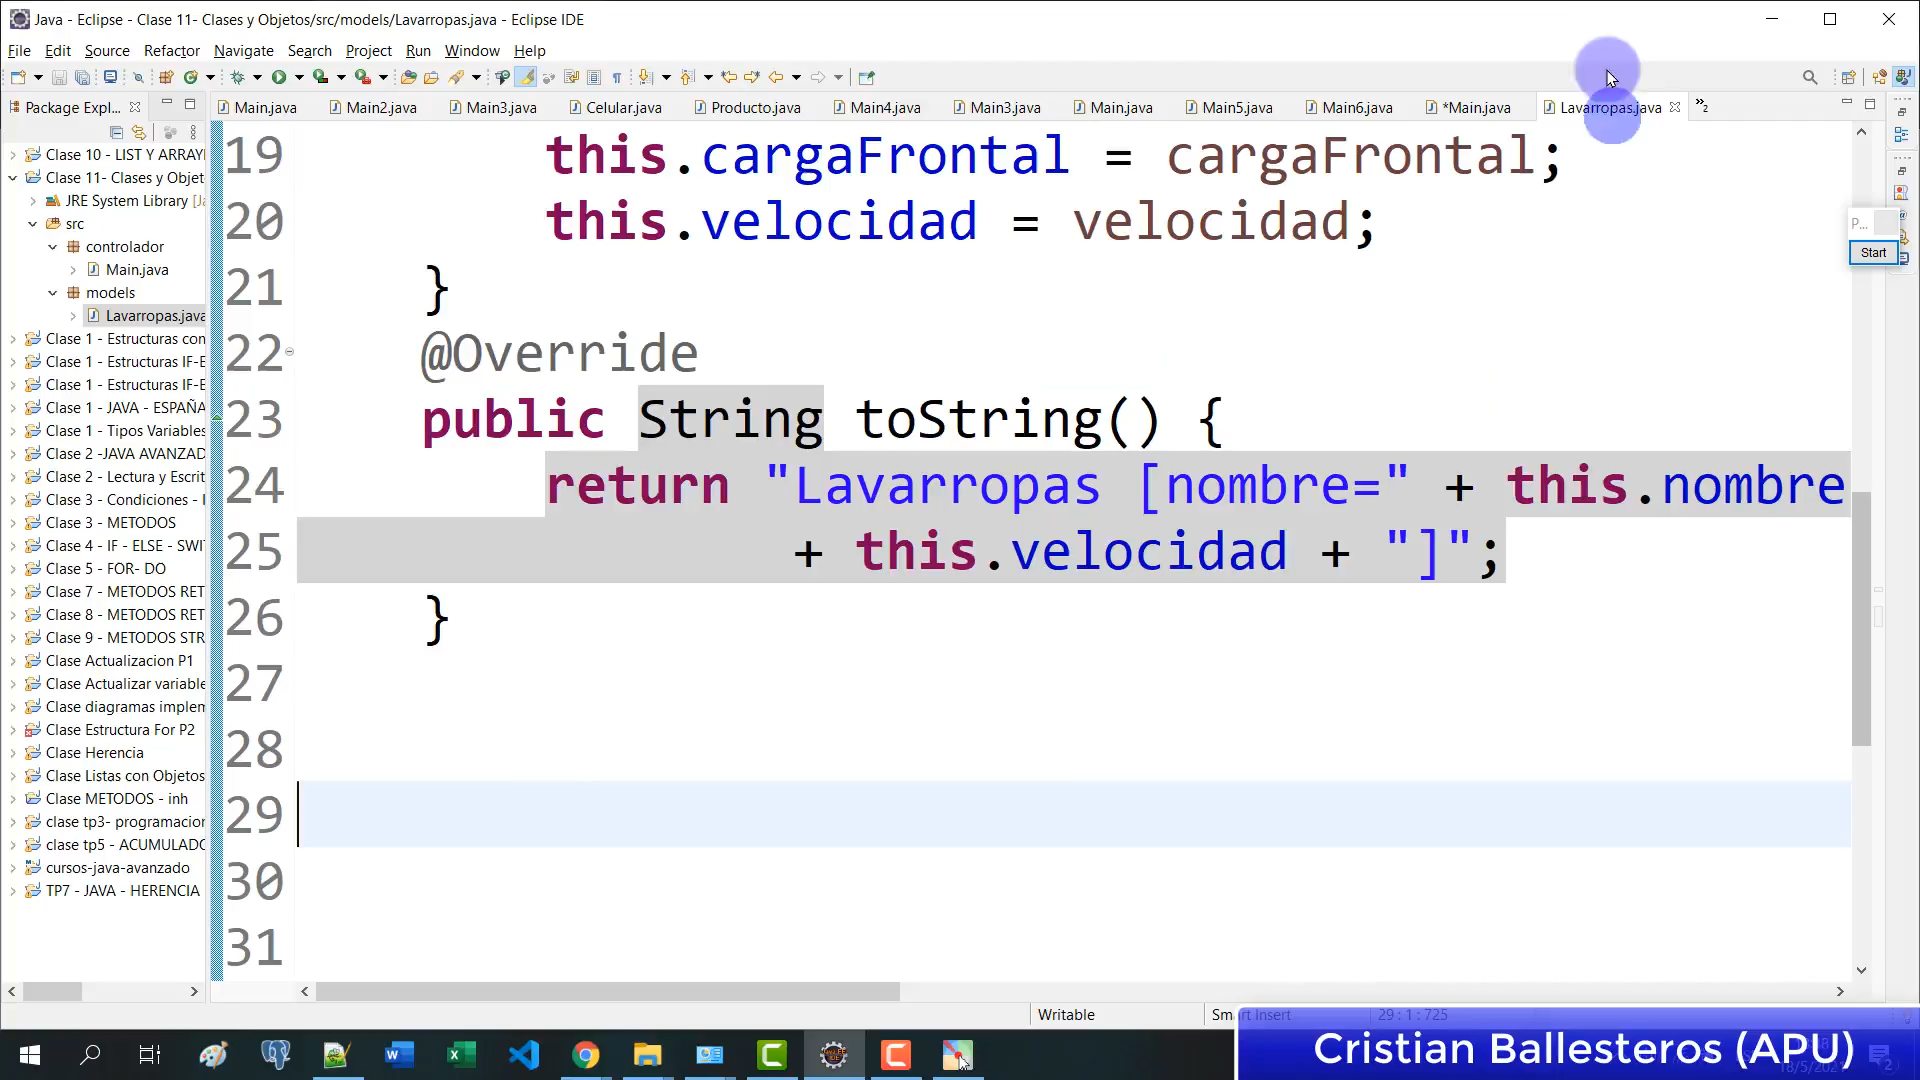 Java - Eclipse - Clase 11- Clases y Objetos/src/models/Lavarropas.java - Eclipse IDE
File Edit Source Refactor Navigate Search Project Run Window Help
Package Expl...
Main.java Main2.java Main3.java Celular.java Producto.java Main4.java Main3.java Main.java Main5.java Main6.java *Main.java Lavarropas.java
Clase 10 - LIST Y ARRAYI
Clase 11- Clases y Objet
JRE System Library [J
src
controlador
Main.java
models
Lavarropas.java
Clase 1 - Estructuras con
Clase 1 - Estructuras IF-E
Clase 1 - Estructuras IF-E
Clase 1 - JAVA - ESPAÑA
Clase 1 - Tipos Variables
Clase 2 -JAVA AVANZAD
Clase 2 - Lectura y Escrit
Clase 3 - Condiciones - I
Clase 3 - METODOS
Clase 4 - IF - ELSE - SWI
Clase 5 - FOR- DO
Clase 7 - METODOS RET
Clase 8 - METODOS RET
Clase 9 - METODOS STR
Clase Actualizacion P1
Clase Actualizar variable
Clase diagramas implem
Clase Estructura For P2
Clase Herencia
Clase Listas con Objetos
Clase METODOS - inh
clase tp3- programacior
clase tp5 - ACUMULADO
cursos-java-avanzado
TP7 - JAVA - HERENCIA
19 this.cargaFrontal = cargaFrontal;
20 this.velocidad = velocidad;
21 }
22 @Override
23 public String toString() {
24 return "Lavarropas [nombre=" + this.nombre
25 + this.velocidad + "]";
26 }
27
28
29
30
31
P...
Start
Writable Smart Insert 29 : 1 : 725
Cristian Ballesteros (APU)